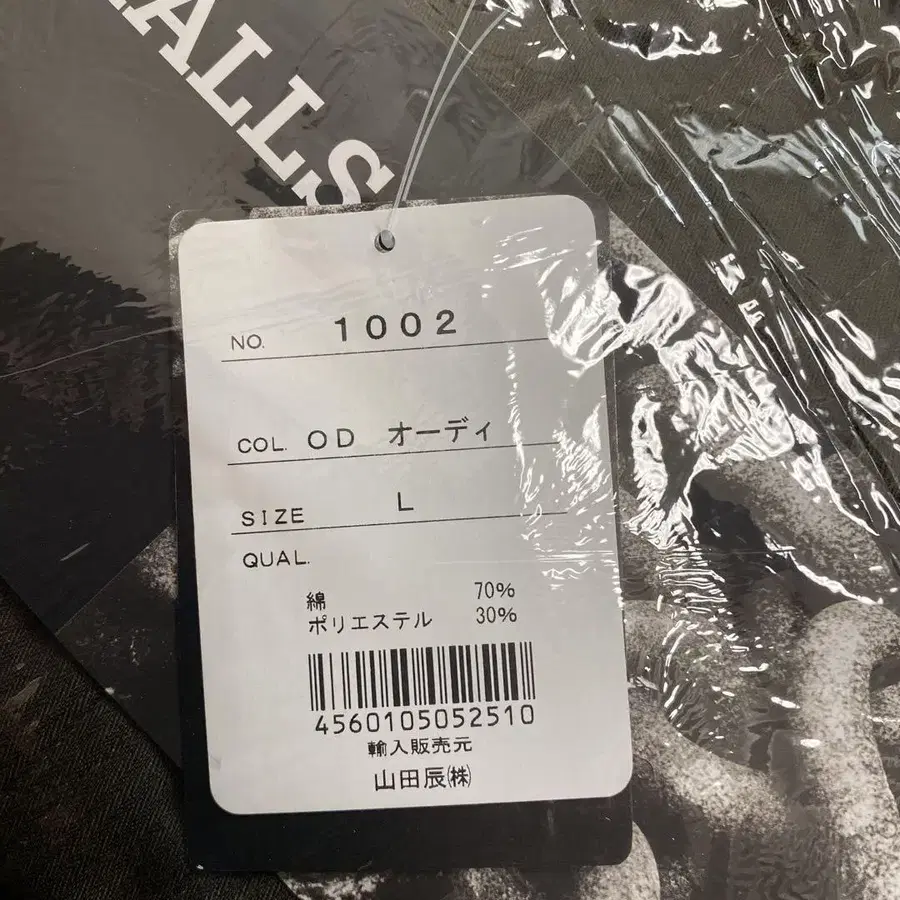 ALLS
NO. 1002
COL. OD オーディ
SIZE L
QUAL.
綿 70%
ポリエステル 30%
4560105052510
輸入販売元
山田辰㈱